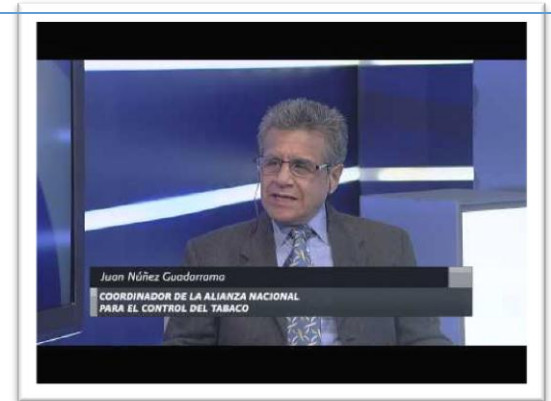 Juan Núñez Guadarrama
COORDINADOR DE LA ALIANZA NACIONAL
PARA EL CONTROL DEL TABACO